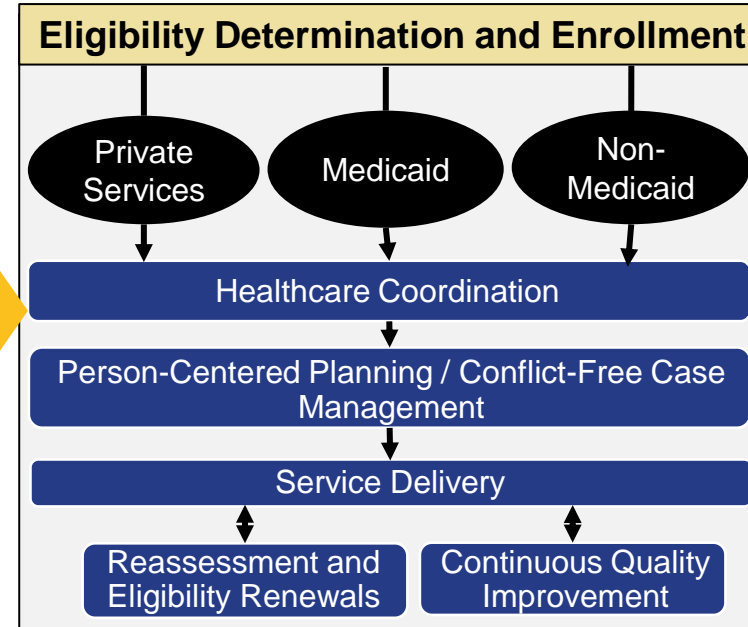 Eligibility Determination and Enrollment
Private
Services
Medicaid
Non-
Medicaid
Healthcare Coordination
Person-Centered Planning / Conflict-Free Case
Management
Service Delivery
Reassessment and
Eligibility Renewals
Continuous Quality
Improvement